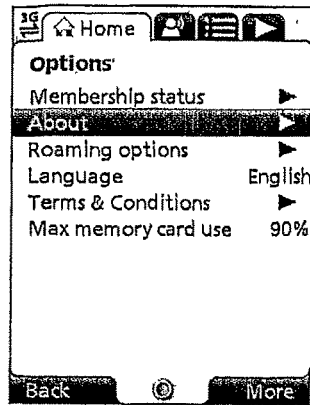 3G Home
Options
Membership status
About
Roaming options
Language English
Terms & Conditions
Max memory card use 90%
Back More